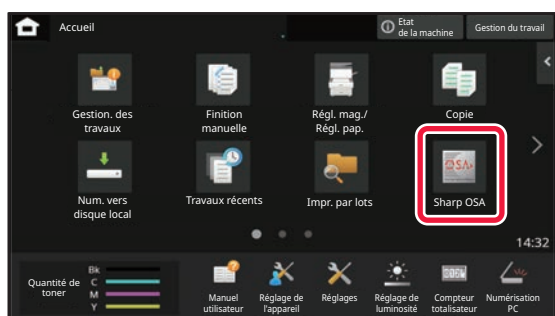 Accueil
Etat
de la machine
Gestion du travail
Gestion. des
travaux
Finition
manuelle
Régl. mag./
Régl. pap.
Copie
Num. vers
disque local
Travaux récents
Impr. par lots
OSA
Sharp OSA
14:32
Quantité de
toner
Bk
C
M
Y
Manuel
utilisateur
Réglage de
l'appareil
Réglages
Réglage de
luminosité
Compteur
totalisateur
Numérisation
PC